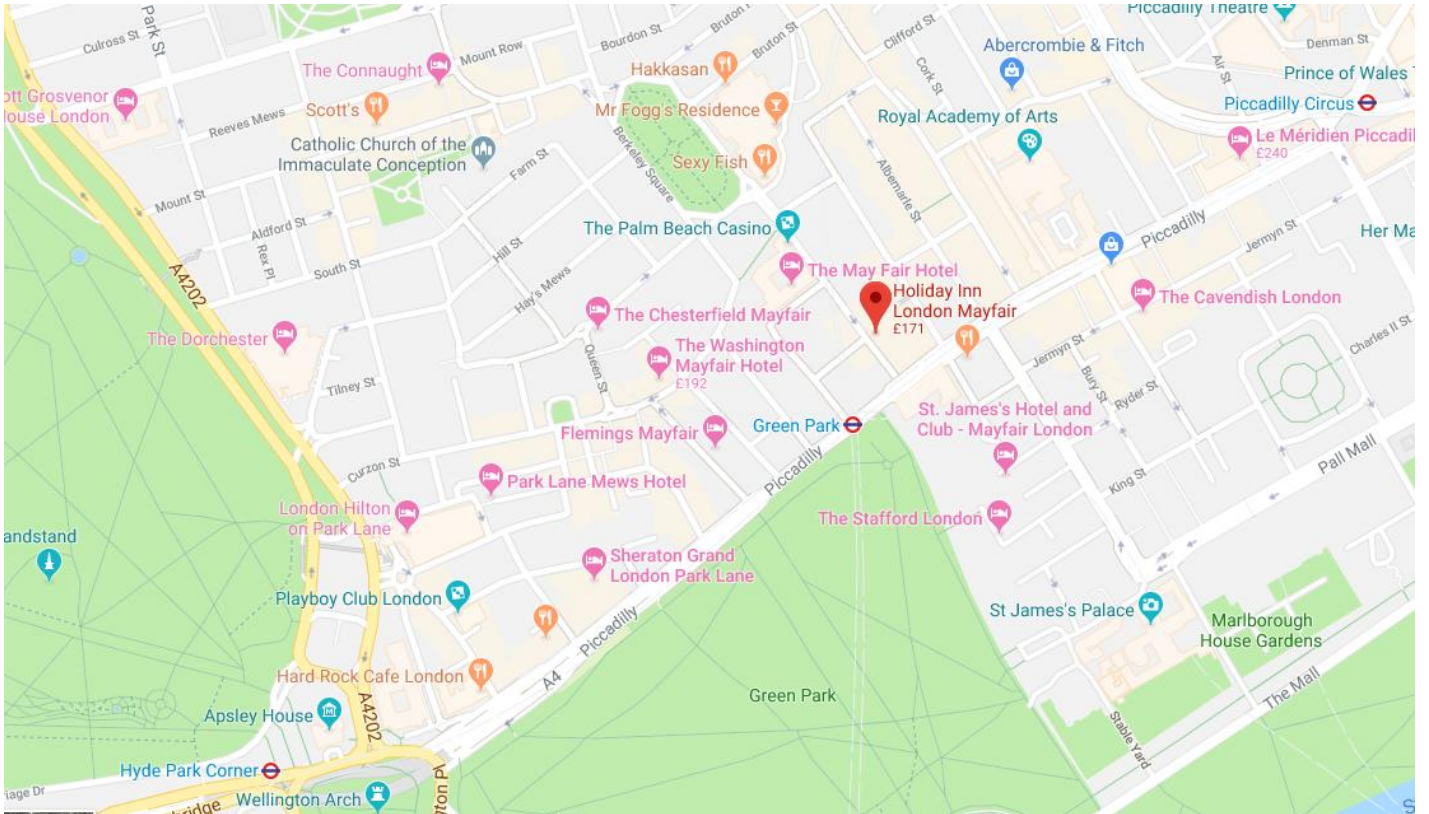 Park St
Culross St
Mount Row
Bourdon St
Bruton
Bruton St
Clifford St
Piccadilly Theatre
Denman St
Air St
Abercrombie & Fitch
The Connaught
Hakkasan
Cork St
Prince of Wales
ott Grosvenor
House London
Scott's
Mr Fogg's Residence
Royal Academy of Arts
Piccadilly Circus
Reeves Mews
Catholic Church of the
Immaculate Conception
Berkeley Square
Sexy Fish
Le Méridien Piccadil
£240
Farm St
Albemarle St
Mount St
Aldford St
Rex Pl
South St
Hill St
Hay's Mews
The Palm Beach Casino
Piccadilly
Jermyn St
Her Ma
A4202
The May Fair Hotel
Holiday Inn
London Mayfair
£171
The Cavendish London
The Chesterfield Mayfair
The Dorchester
The Washington
Mayfair Hotel
£192
Queen St
Tilney St
Jermyn St
Bury St
Ryder St
Charles II St
Green Park
St. James's Hotel and
Club - Mayfair London
Flemings Mayfair
Curzon St
Piccadilly
Pall Mall
King St
Park Lane Mews Hotel
London Hilton
on Park Lane
The Stafford London
andstand
Sheraton Grand
London Park Lane
Playboy Club London
St James's Palace
Marlborough
House Gardens
Piccadilly
A4
Hard Rock Cafe London
Green Park
The Mall
Apsley House
A4202
Stable Yard
Hyde Park Corner
iage Dr
bridge
Wellington Arch
ton Pl
S